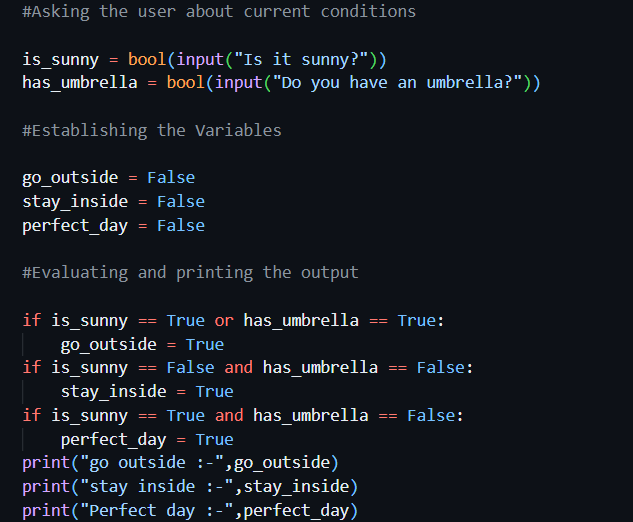 #Asking the user about current conditions
is_sunny = bool(input("Is it sunny?"))
has_umbrella = bool(input("Do you have an umbrella?"))
#Establishing the Variables
go_outside = False
stay_inside = False
perfect_day = False
#Evaluating and printing the output
if is_sunny == True or has_umbrella == True:
    go_outside = True
if is_sunny == False and has_umbrella == False:
    stay_inside = True
if is_sunny == True and has_umbrella == False:
    perfect_day = True
print("go outside :-",go_outside)
print("stay inside :-",stay_inside)
print("Perfect day :-",perfect_day)